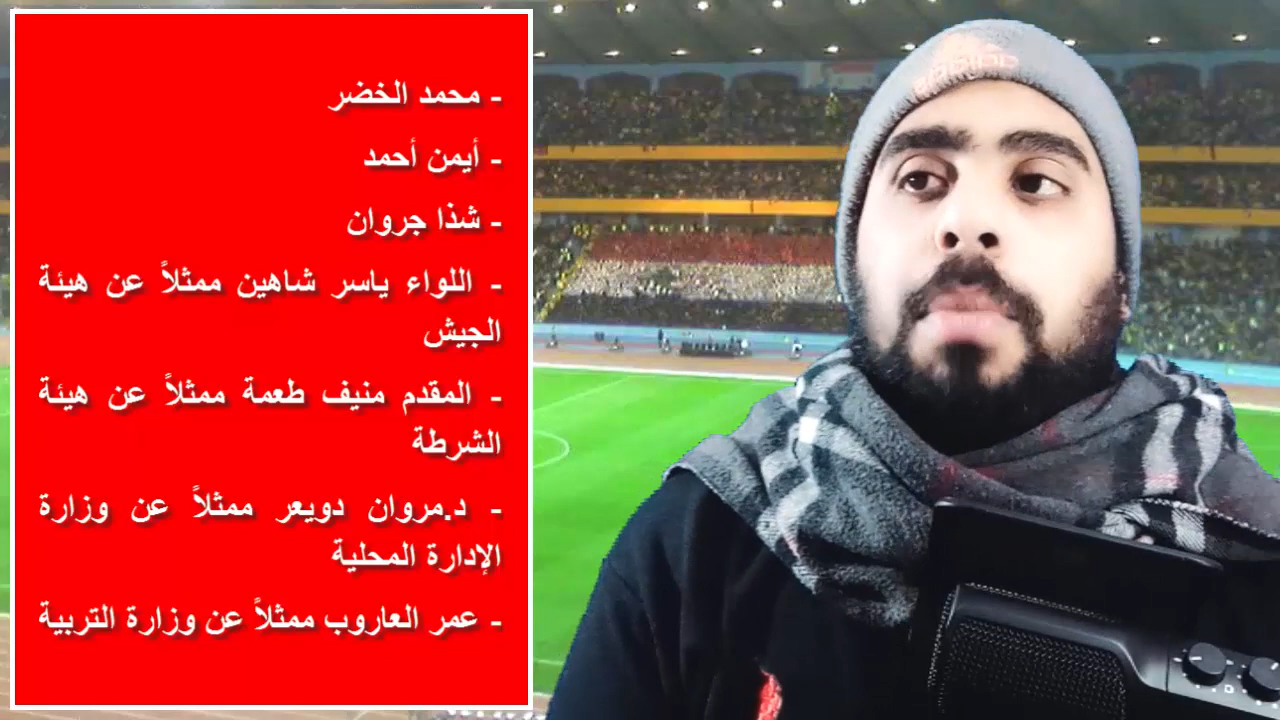 - محمد الخضر
- أيمن أحمد
- شذا جروان
- اللواء ياسر شاهين ممثلاً عن هيئة
الجيش
- المقدم منيف طعمة ممثلاً عن هيئة
الشرطة
- د.مروان دويعر ممثلاً عن وزارة
الإدارة المحلية
- عمر العاروب ممثلاً عن وزارة التربية